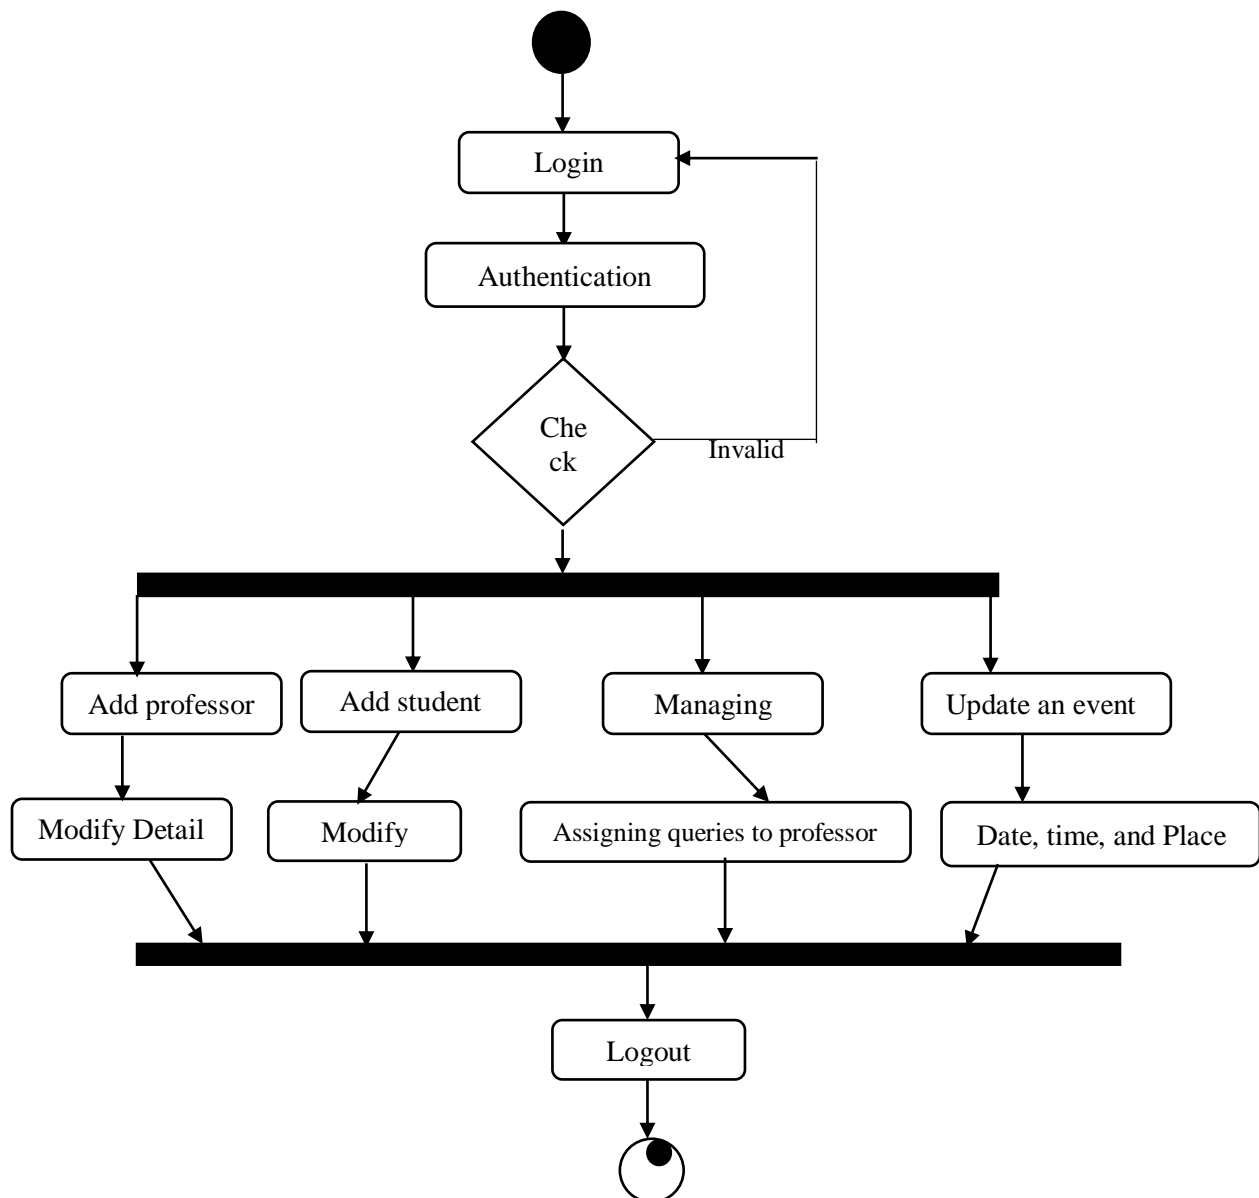 Login
Authentication
Che
ck
Invalid
Add professor
Add student
Managing
Update an event
Modify Detail
Modify
Assigning queries to professor
Date, time, and Place
Logout